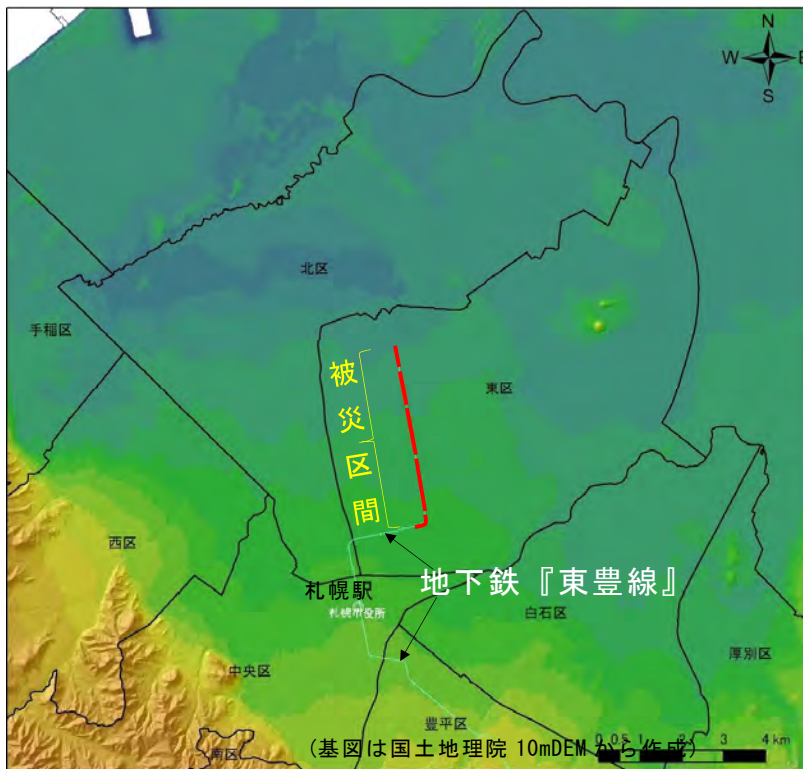 N
W E
S
北区
手稲区
東区
被災区間
西区
地下鉄『東豊線』
札幌駅
札幌市役所
白石区
厚別区
中央区
豊平区
南区
(基図は国土地理院 10mDEMから作成)
0 0.5 1 2 3 4 km